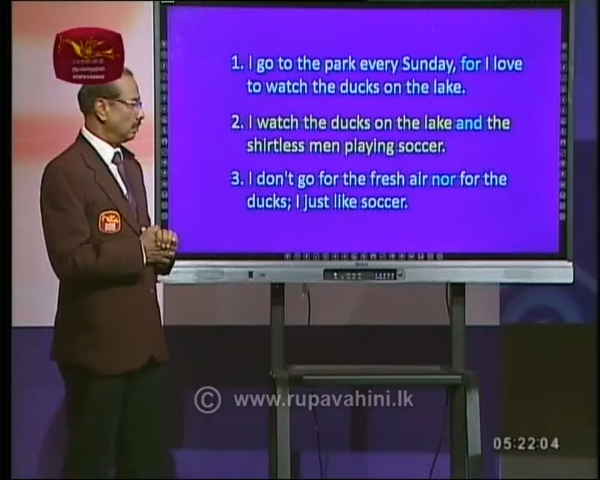 RUPAVAHINI
1. I go to the park every Sunday, for I love
to watch the ducks on the lake.
2. I watch the ducks on the lake and the
shirtless men playing soccer.
3. I don't go for the fresh air nor for the
ducks; I just like soccer.
© www.rupavahini.lk
05:22:04